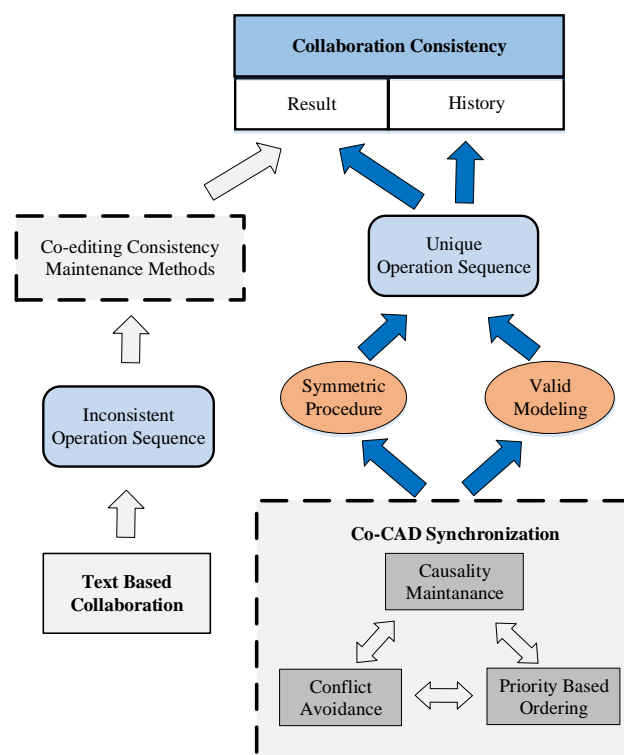 Collaboration Consistency
Result
History
Co-editing Consistency
Maintenance Methods
Unique
Operation Sequence
Symmetric
Procedure
Valid
Modeling
Inconsistent
Operation Sequence
Text Based
Collaboration
Co-CAD Synchronization
Causality
Maintanance
Conflict
Avoidance
Priority Based
Ordering